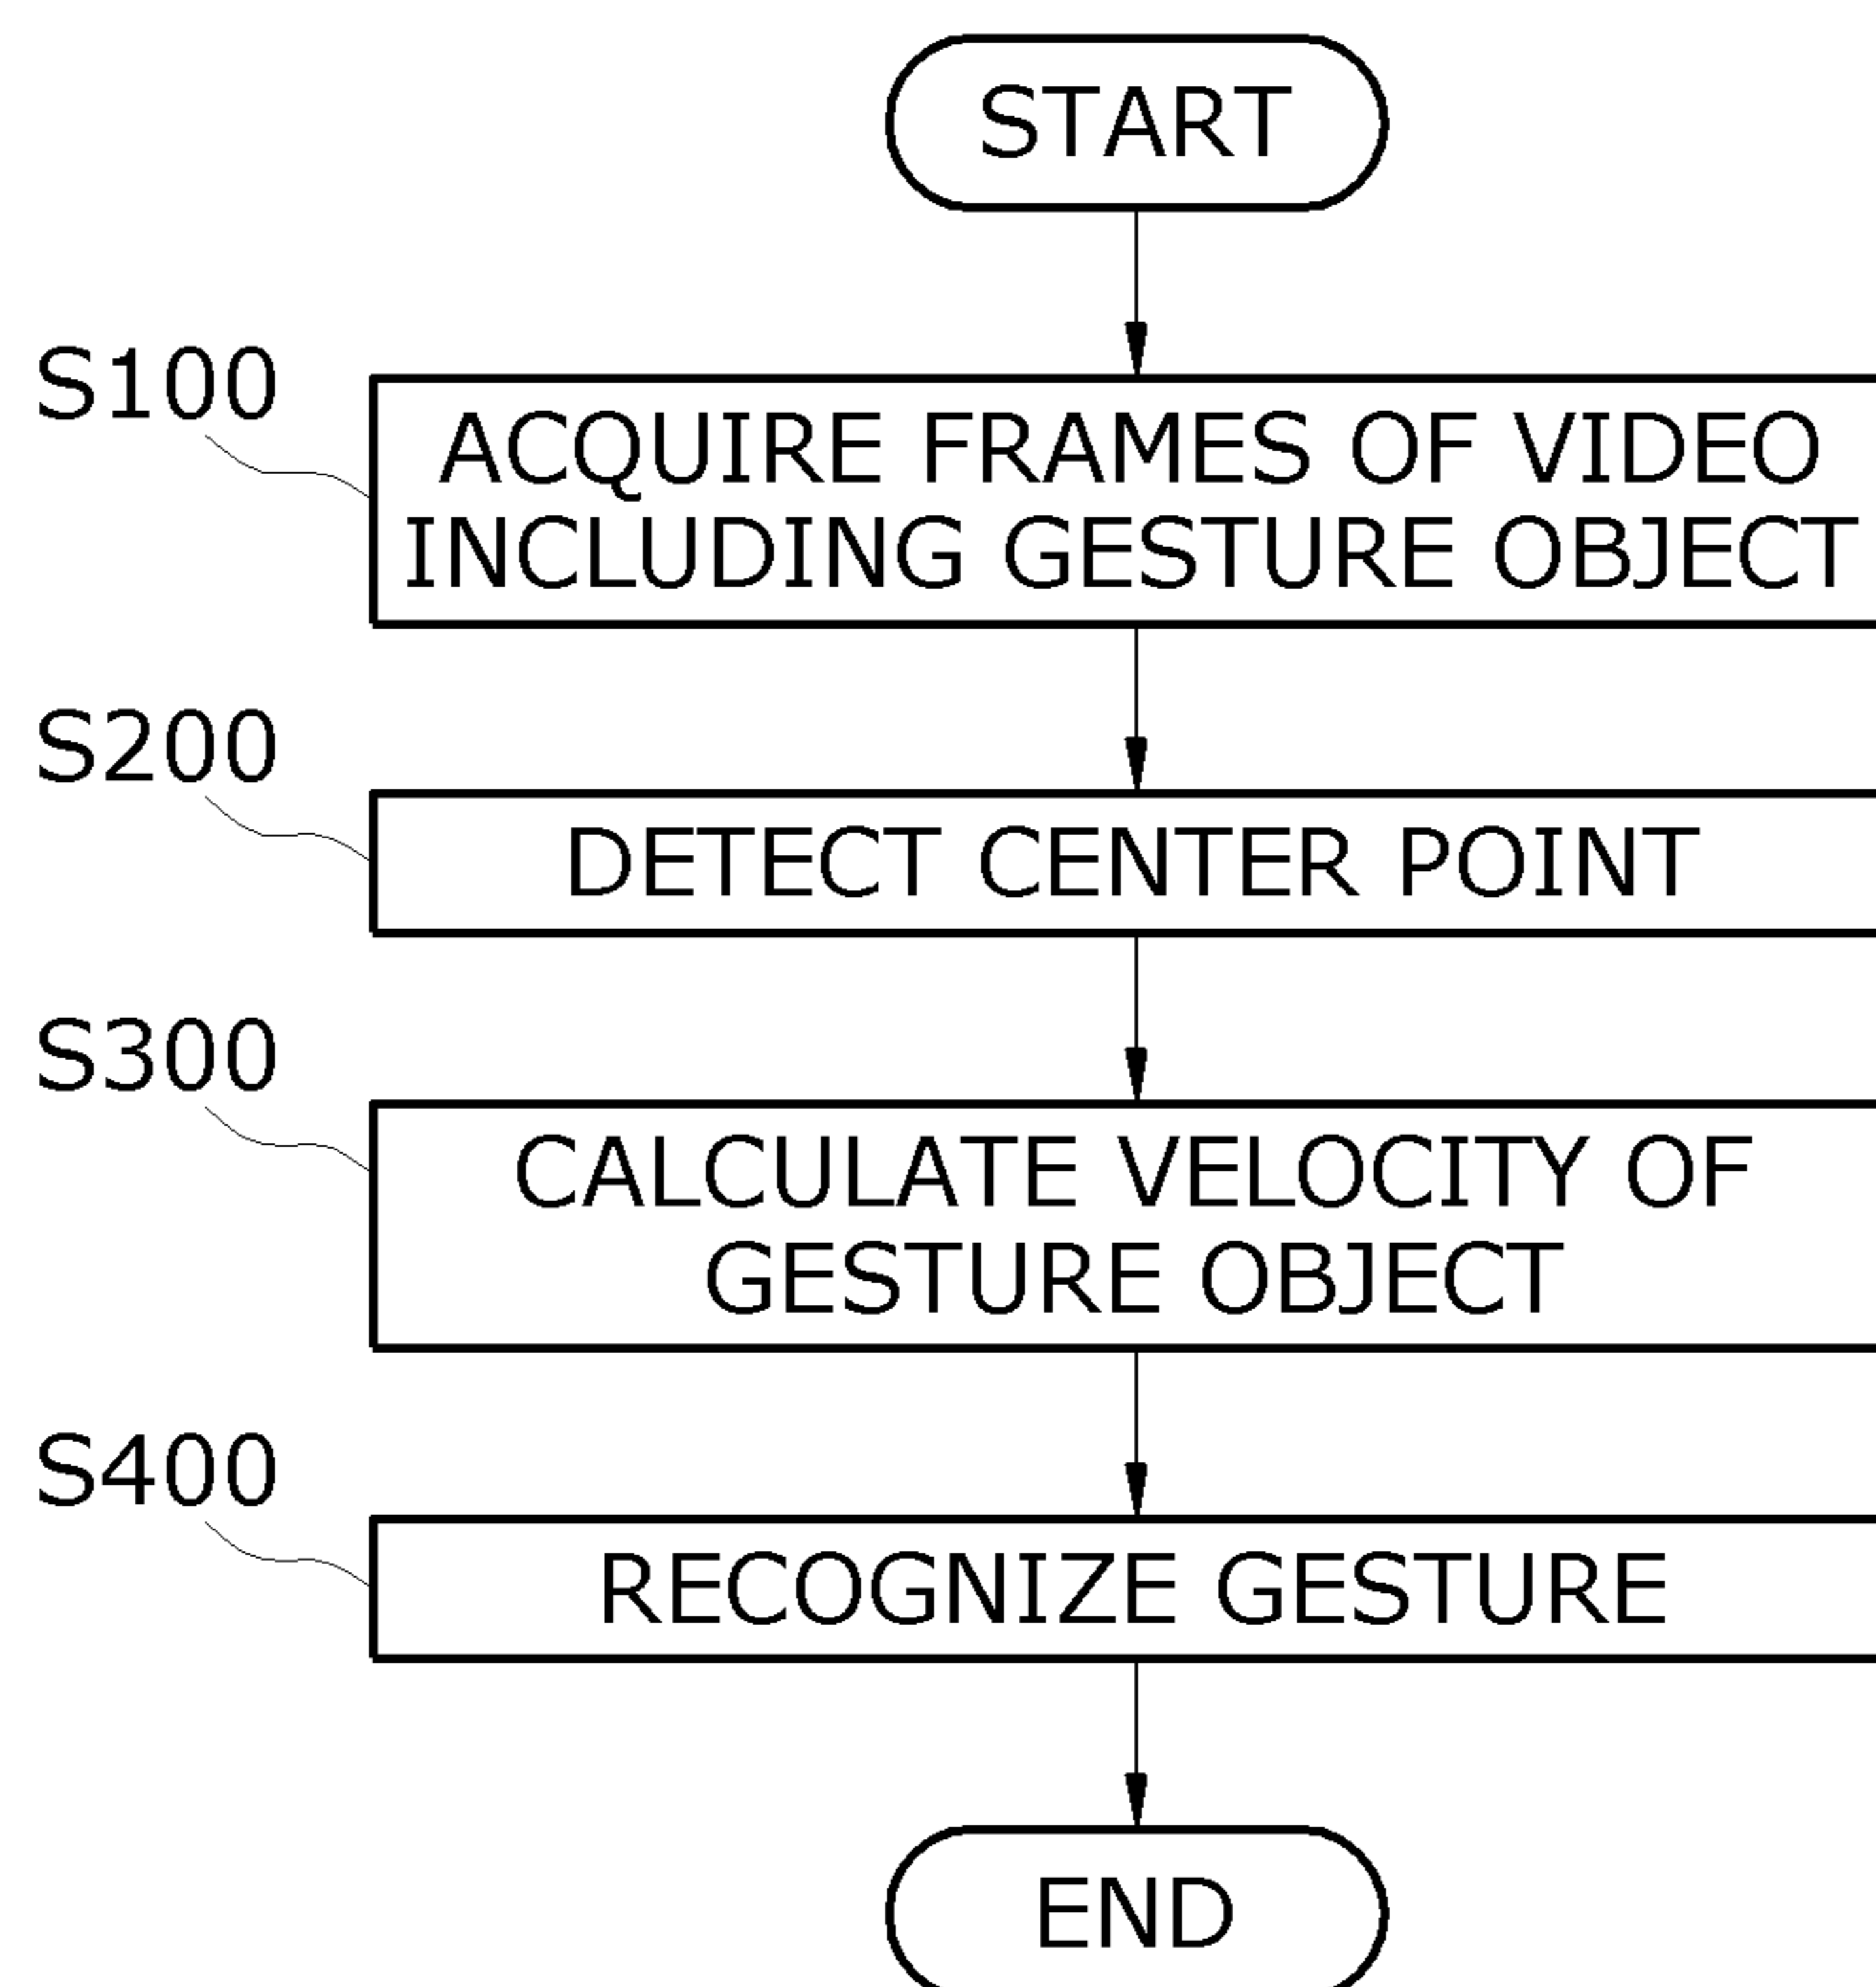 START
S100
ACQUIRE FRAMES OF VIDEO
INCLUDING GESTURE OBJECT
S200
DETECT CENTER POINT
S300
CALCULATE VELOCITY OF
GESTURE OBJECT
S400
RECOGNIZE GESTURE
END